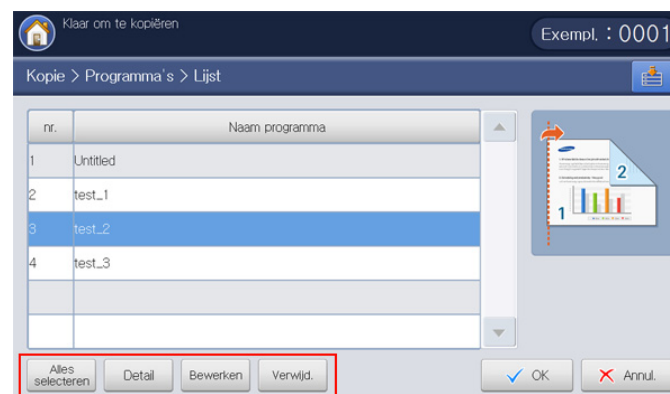 Klaar om te kopiëren
Exempl. : 0001
Kopie > Programma's > Lijst
nr. Naam programma
1 Untitled
2 test_1
3 test_2
4 test_3
2
1
Alles selecteren
Detail
Bewerken
Verwijd.
OK
Annul.